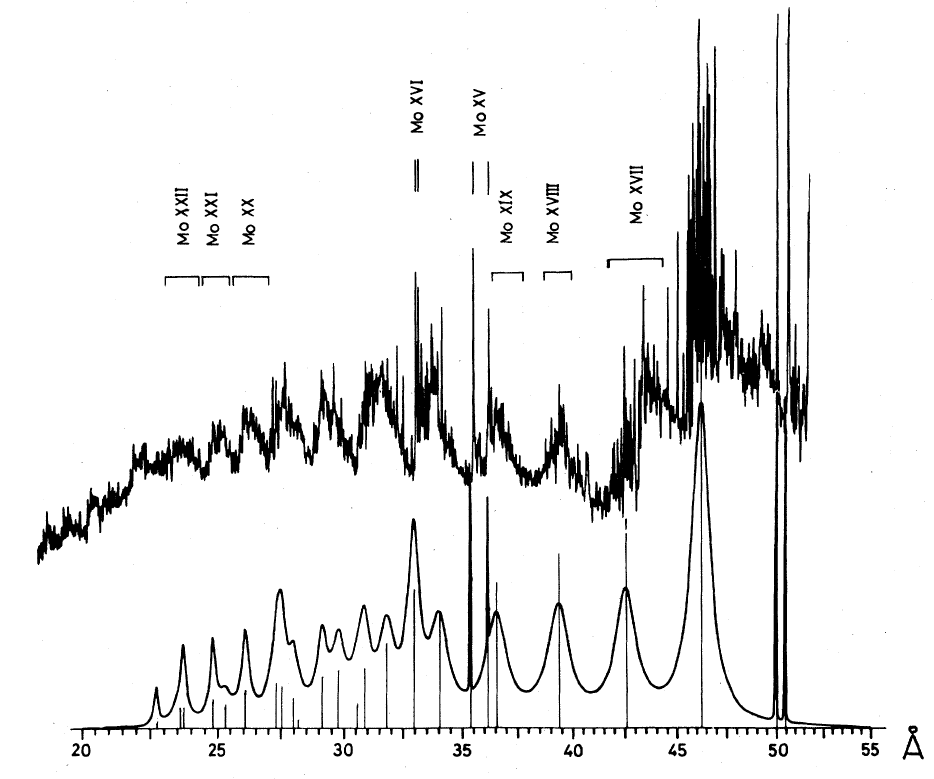 Mo XVI
Mo XV
Mo XXII
Mo XXI
Mo XX
Mo XIX
Mo XVIII
Mo XVII
20 25 30 35 40 45 50 55 Å